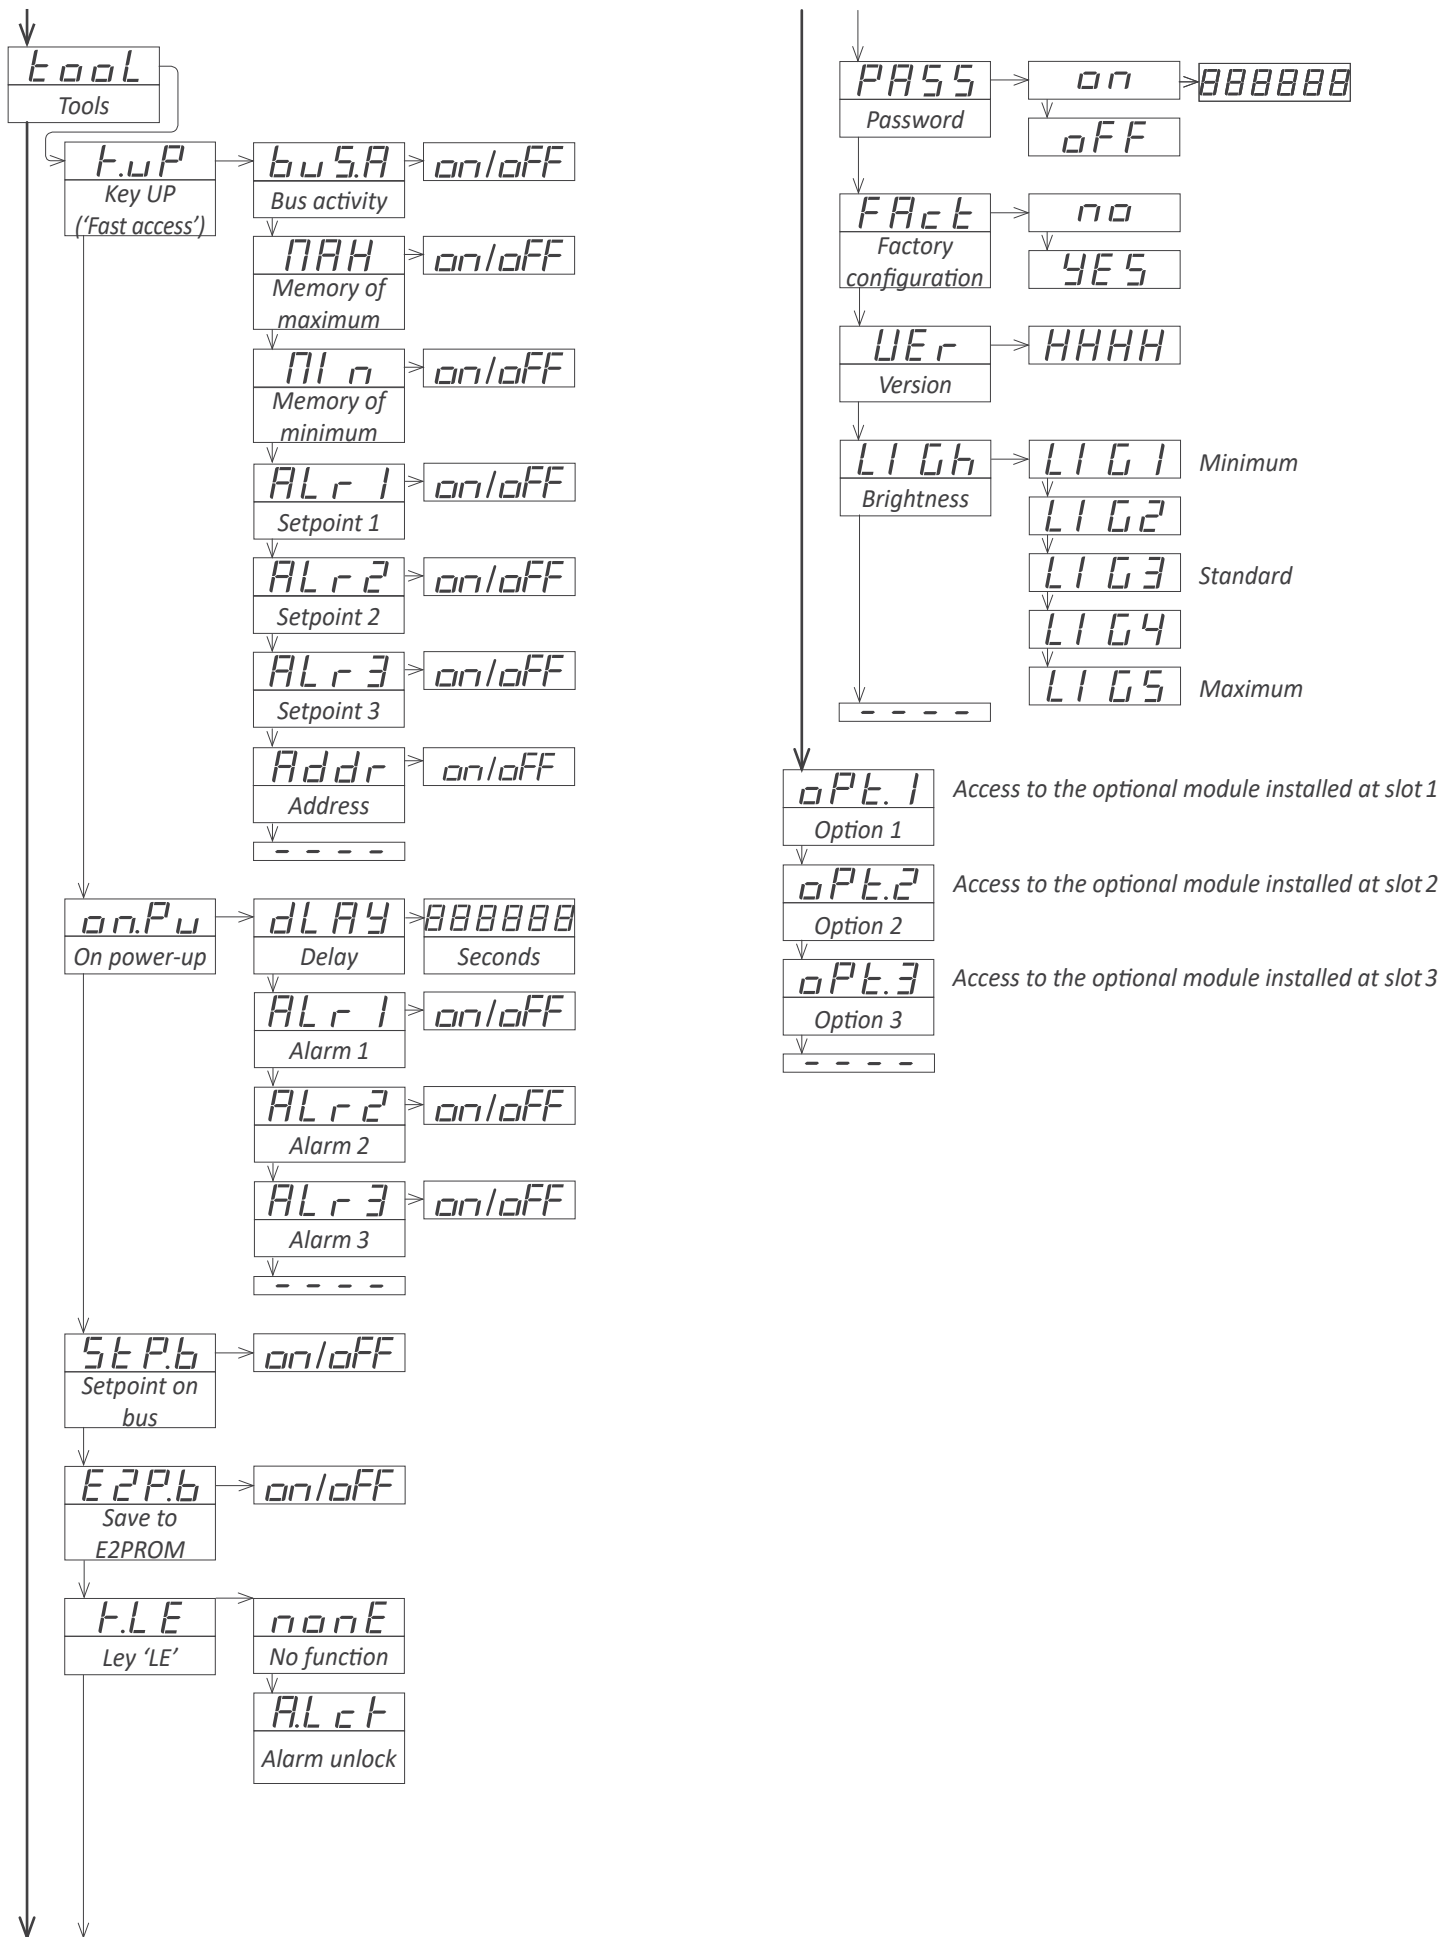 tool
Tools
K.uP
Key UP
(‘Fast access’)
buS.A
on/oFF
Bus activity
MAX
on/oFF
Memory of
maximum
MIn
on/oFF
Memory of
minimum
ALr1
on/oFF
Setpoint 1
ALr2
on/oFF
Setpoint 2
ALr3
on/oFF
Setpoint 3
Addr
on/oFF
Address
- - - -
on.Pu
On power-up
dLAY
888888
Delay
Seconds
ALr1
on/oFF
Alarm 1
ALr2
on/oFF
Alarm 2
ALr3
on/oFF
Alarm 3
- - - -
StP.b
on/oFF
Setpoint on
bus
E2P.b
on/oFF
Save to
E2PROM
K.LE
Ley ‘LE’
nonE
No function
A.LcK
Alarm unlock
PASS
Password
on
888888
oFF
FAct
Factory
configuration
no
YES
VEr
HHHH
Version
LIGh
Brightness
LIG1
Minimum
LIG2
LIG3
Standard
LIG4
LIG5
Maximum
- - - -
oPt.1
Access to the optional module installed at slot 1
Option 1
oPt.2
Access to the optional module installed at slot 2
Option 2
oPt.3
Access to the optional module installed at slot 3
Option 3
- - - -